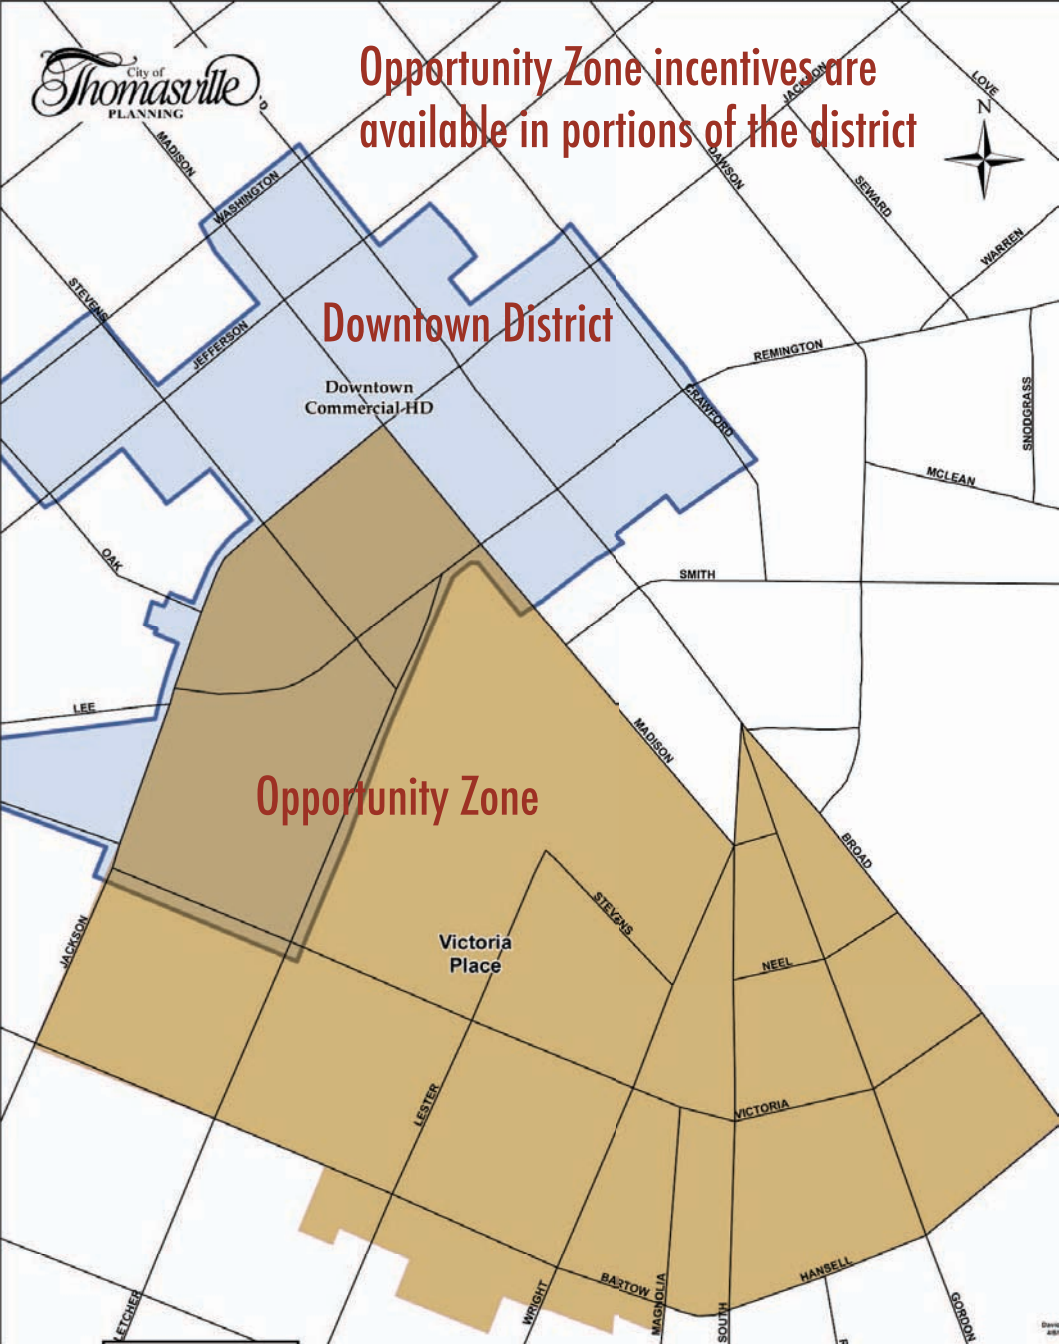 City of
Thomasville
PLANNING
Opportunity Zone incentives are
available in portions of the district
JACKSON
LOVE
N
MADISON
WASHINGTON
DAWSON
SEWARD
WARREN
STEVENS
JEFFERSON
Downtown District
REMINGTON
Downtown
Commercial HD
CRAWFORD
SNODGRASS
MCLEAN
OAK
SMITH
LEE
MADISON
Opportunity Zone
BROAD
STEVENS
JACKSON
Victoria
Place
NEEL
LESTER
VICTORIA
HANSELL
BARTOW
WRIGHT
MAGNOLIA
SOUTH
GORDON
LETCHER